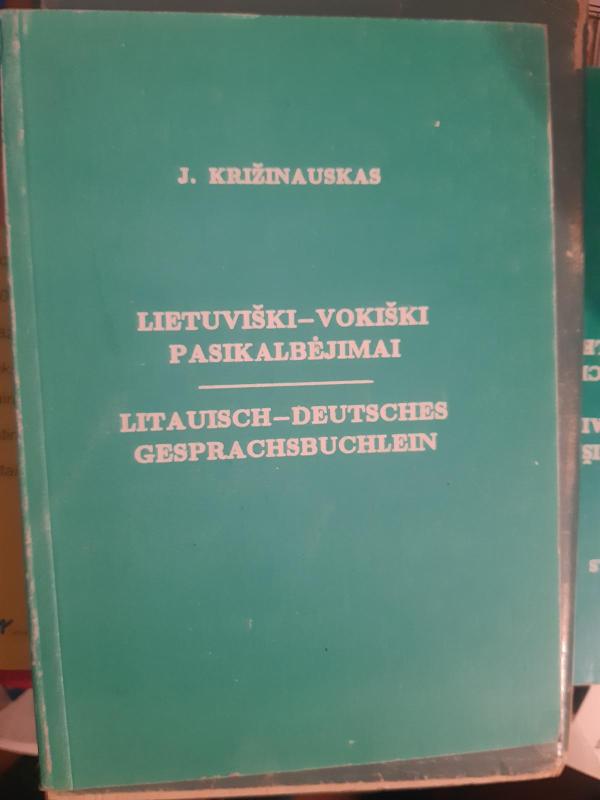 J. KRIŽINAUSKAS
LIETUVIŠKI–VOKIŠKI
PASIKALBĖJIMAI
LITAUISCH–DEUTSCHES
GESPRACHSBUCHLEIN